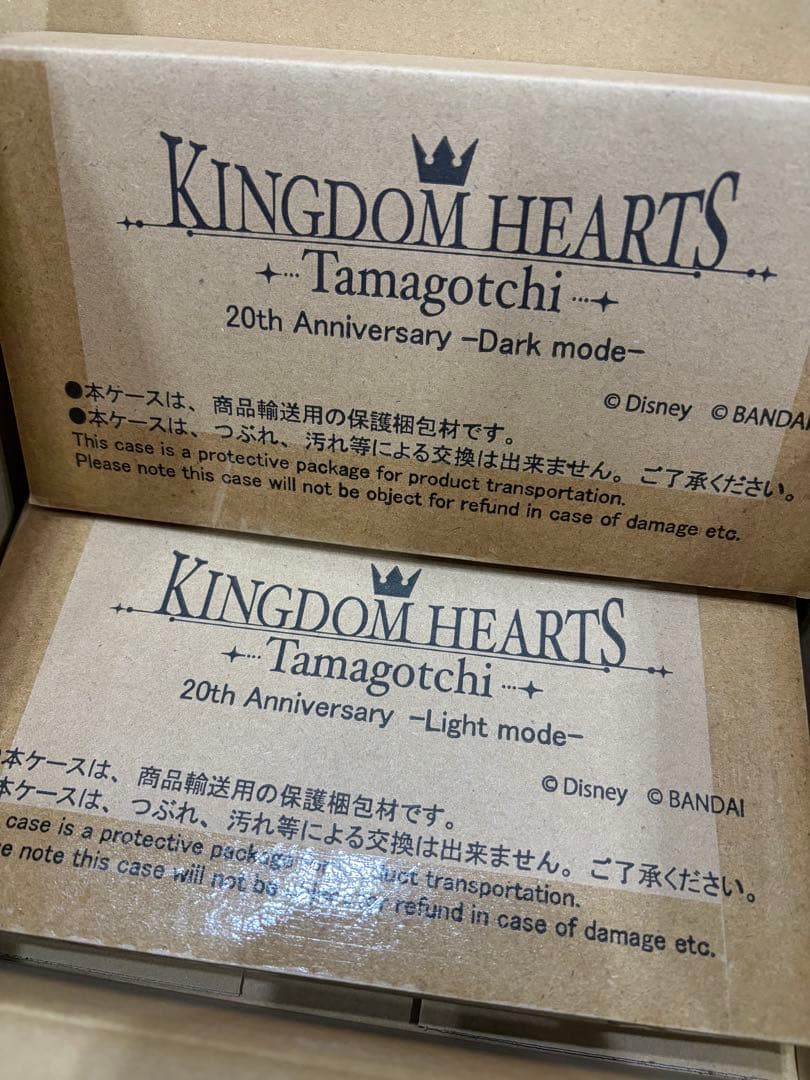 KINGDOM HEARTS
Tamagotchi
20th Anniversary -Dark mode-
© Disney © BANDAI
●本ケースは、商品輸送用の保護梱包材です。
●本ケースは、つぶれ、汚れ等による交換は出来ません。ご了承ください。
This case is a protective package for product transportation.
Please note this case will not be object for refund in case of damage etc.
KINGDOM HEARTS
Tamagotchi
20th Anniversary -Light mode-
© Disney © BANDAI
本ケースは、商品輸送用の保護梱包材です。
本ケースは、つぶれ、汚れ等による交換は出来ません。ご了承ください。
case is a protective package for product transportation.
note this case will not be object for refund in case of damage etc.